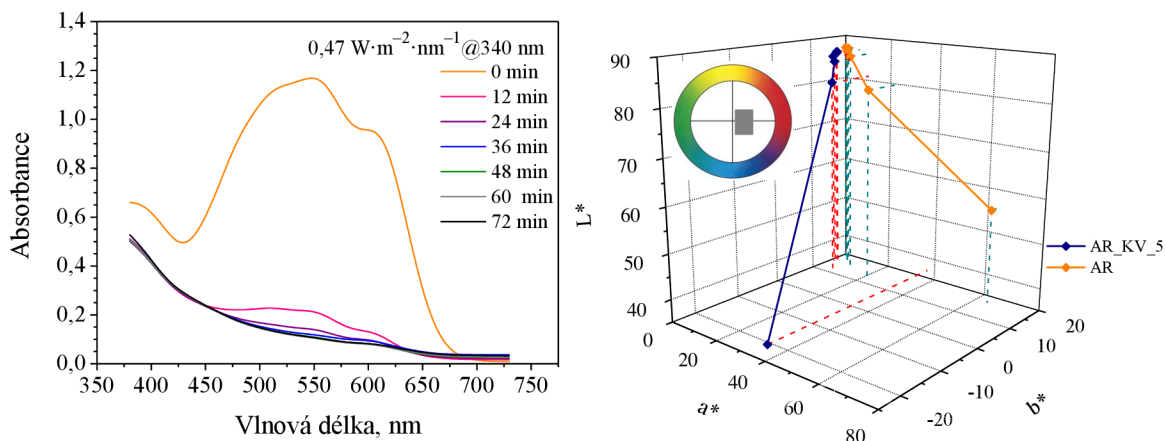 0,47 W·m⁻²·nm⁻¹@340 nm
0 min
12 min
24 min
36 min
48 min
60 min
72 min
Absorbance
1,4
1,2
1,0
0,8
0,6
0,4
0,2
0,0
350
400
450
500
550
600
650
700
750
Vlnová délka, nm
L*
90
80
70
60
50
40
0
20
40
60
80
a*
-20
-10
0
10
20
b*
AR_KV_5
AR